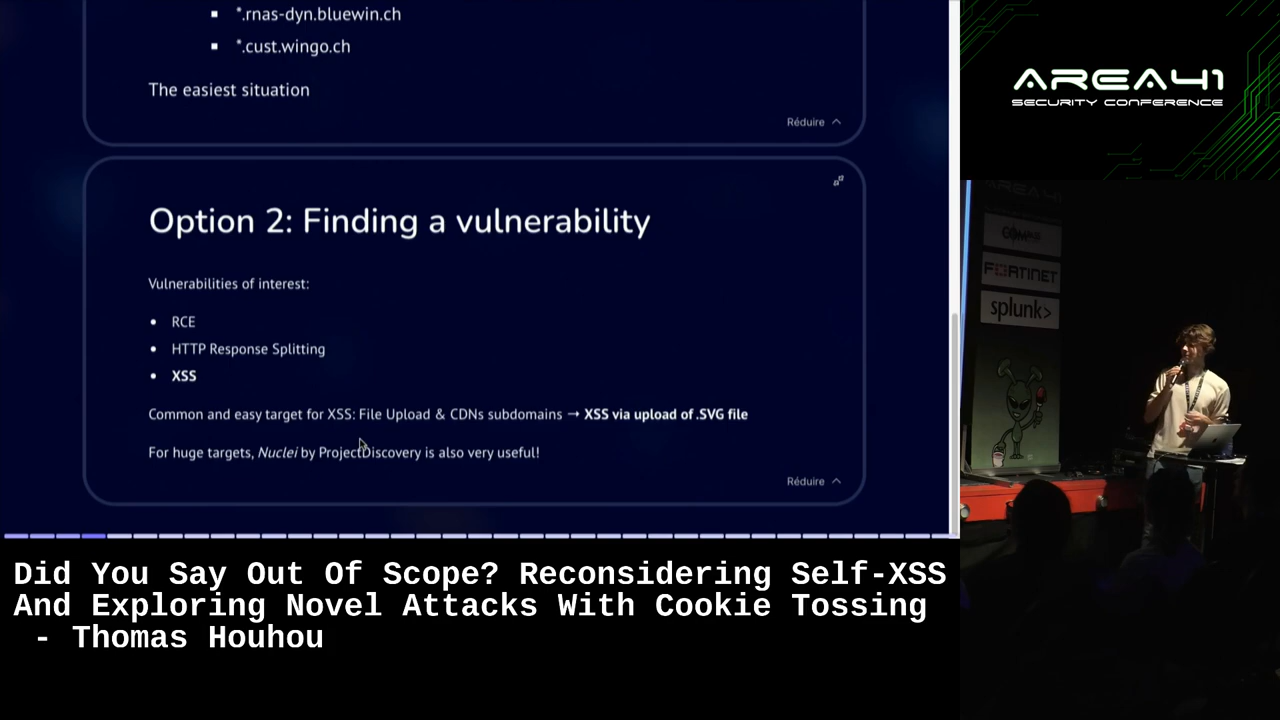 *.rnas-dyn.bluewin.ch
*.cust.wingo.ch
The easiest situation
Réduire
Option 2: Finding a vulnerability
Vulnerabilities of interest:
RCE
HTTP Response Splitting
XSS
Common and easy target for XSS: File Upload & CDNs subdomains → XSS via upload of .SVG file
For huge targets, Nuclei by ProjectDiscovery is also very useful!
Réduire
AREA41
SECURITY CONFERENCE
FORTINET
splunk>
Did You Say Out Of Scope? Reconsidering Self-XSS
And Exploring Novel Attacks With Cookie Tossing
- Thomas Houhou